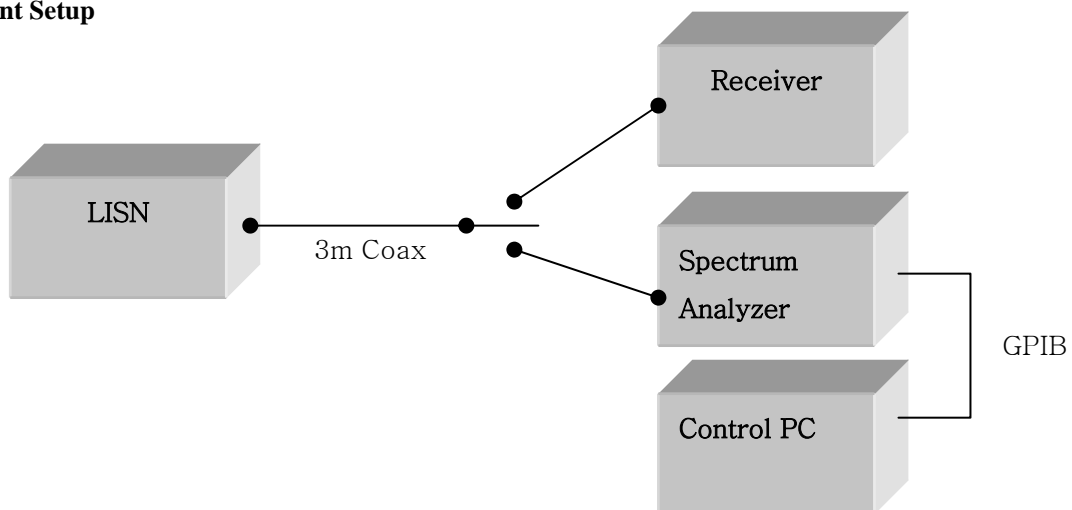 nt Setup
Receiver
LISN
3m Coax
Spectrum
Analyzer
GPIB
Control PC